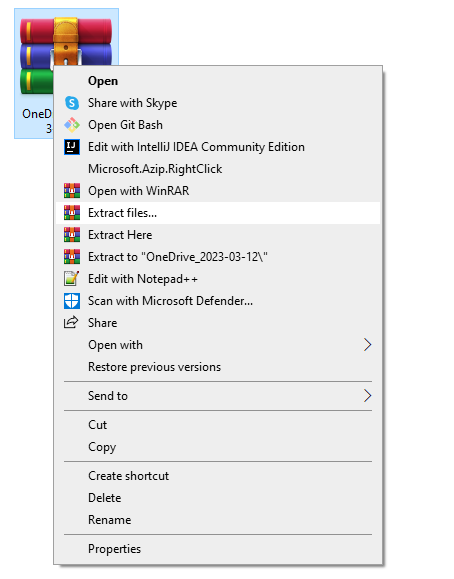 OneDri
3
Open
Share with Skype
Open Git Bash
Edit with IntelliJ IDEA Community Edition
Microsoft.Azip.RightClick
Open with WinRAR
Extract files...
Extract Here
Extract to "OneDrive_2023-03-12\"
Edit with Notepad++
Scan with Microsoft Defender...
Share
Open with
Restore previous versions
Send to
Cut
Copy
Create shortcut
Delete
Rename
Properties